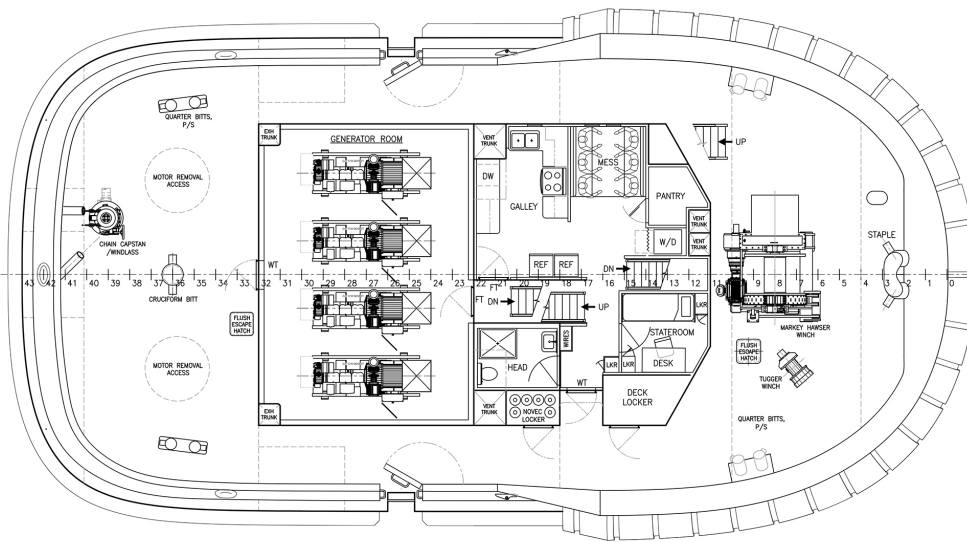 QUARTER BITTS,
P/S
MOTOR REMOVAL
ACCESS
CHAIN CAPSTAN
/WINDLASS
CRUCIFORM BITT
WT
FLUSH
ESCAPE
HATCH
MOTOR REMOVAL
ACCESS
EXH
TRUNK
GENERATOR ROOM
EXH
TRUNK
VENT
TRUNK
DW
GALLEY
MESS
PANTRY
UP
VENT
TRUNK
VENT
TRUNK
W/D
REF REF
DN
FT
FT
DN
UP
LKR
STATEROOM
DESK
LKR
LKR
WIRES
HEAD
WT
VENT
TRUNK
NOVEC
LOCKER
DECK
LOCKER
STAPLE
MARKEY HAWSER
WINCH
FLUSH
ESCAPE
HATCH
TUGGER
WINCH
QUARTER BITTS,
P/S
43 42 41 40 39 38 37 36 35 34 33 32 31 30 29 28 27 26 25 24 23 22 21 20 19 18 17 16 15 14 13 12 11 10 9 8 7 6 5 4 3 2 1 0